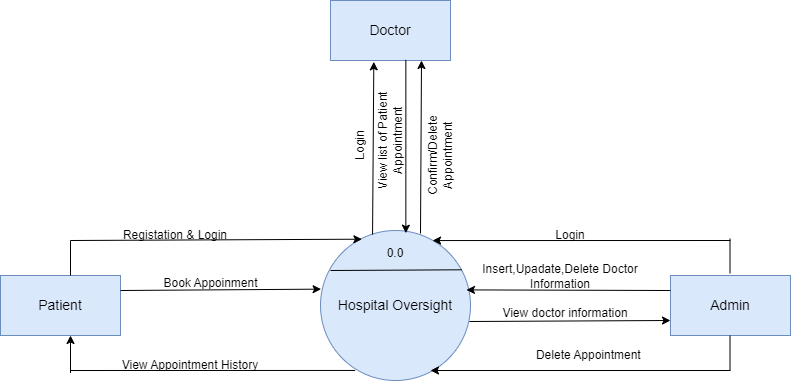 Doctor
Login
View list of Patient
Appointment
Confirm/Delete
Appointment
Registation & Login
0.0
Login
Book Appoinment
Insert,Upadate,Delete Doctor
Information
Patient
Hospital Oversight
View doctor information
Admin
View Appointment History
Delete Appointment